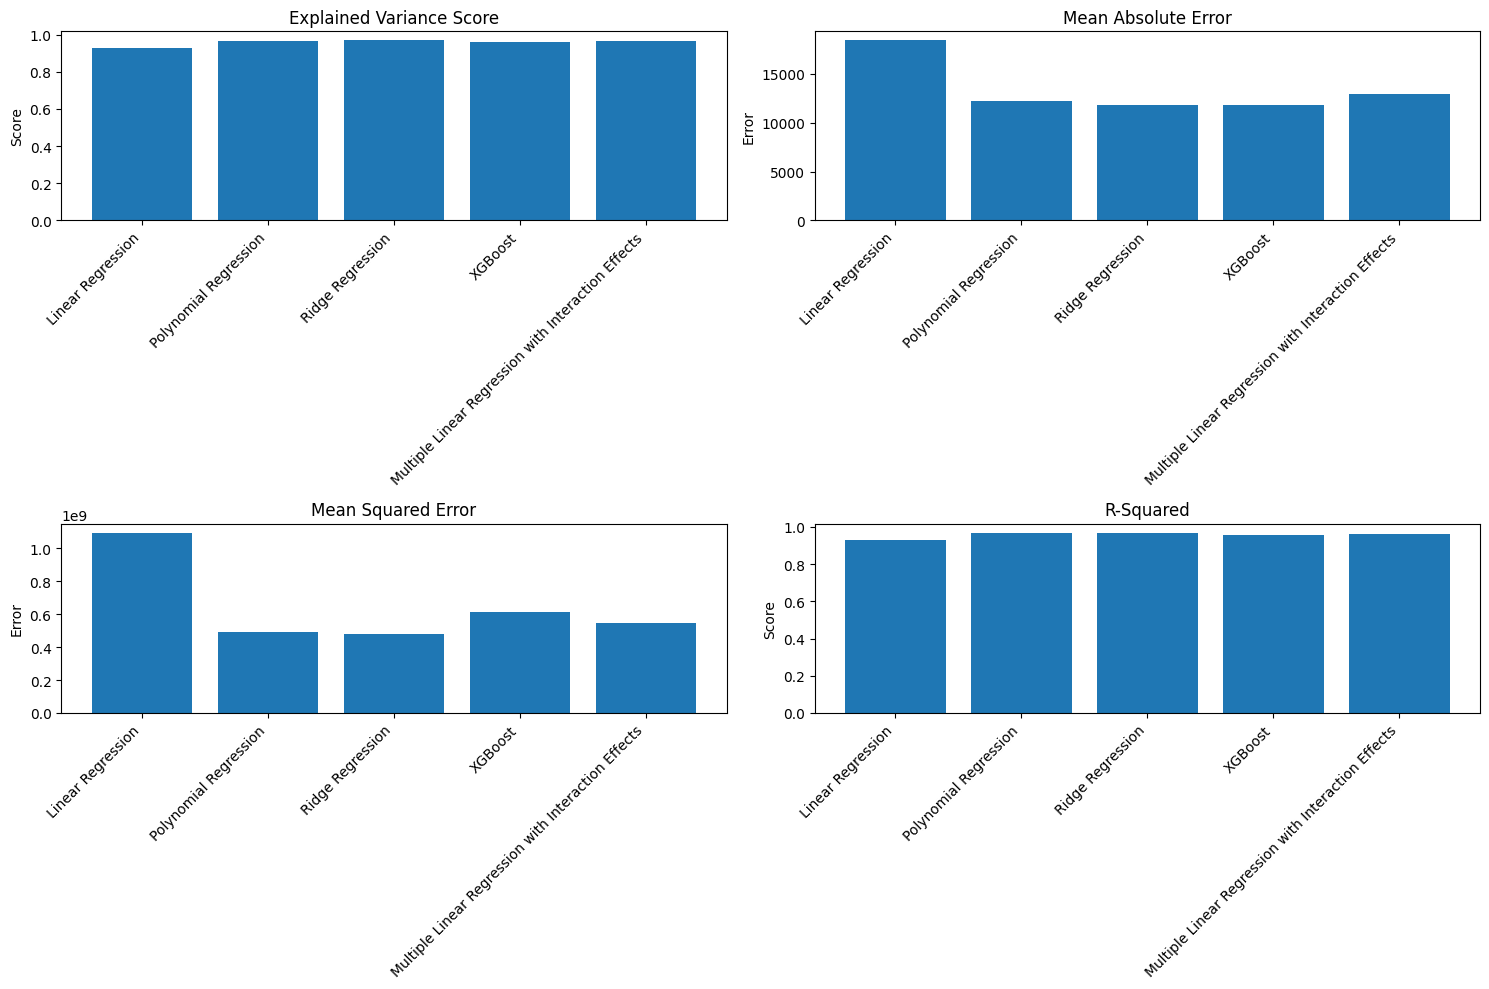 Explained Variance Score
Score
1.0
0.8
0.6
0.4
0.2
0.0
Linear Regression
Polynomial Regression
Ridge Regression
XGBoost
Multiple Linear Regression with Interaction Effects
Mean Absolute Error
Error
15000
10000
5000
0
Linear Regression
Polynomial Regression
Ridge Regression
XGBoost
Multiple Linear Regression with Interaction Effects
Mean Squared Error
1e9
Error
1.0
0.8
0.6
0.4
0.2
0.0
Linear Regression
Polynomial Regression
Ridge Regression
XGBoost
Multiple Linear Regression with Interaction Effects
R-Squared
Score
1.0
0.8
0.6
0.4
0.2
0.0
Linear Regression
Polynomial Regression
Ridge Regression
XGBoost
Multiple Linear Regression with Interaction Effects